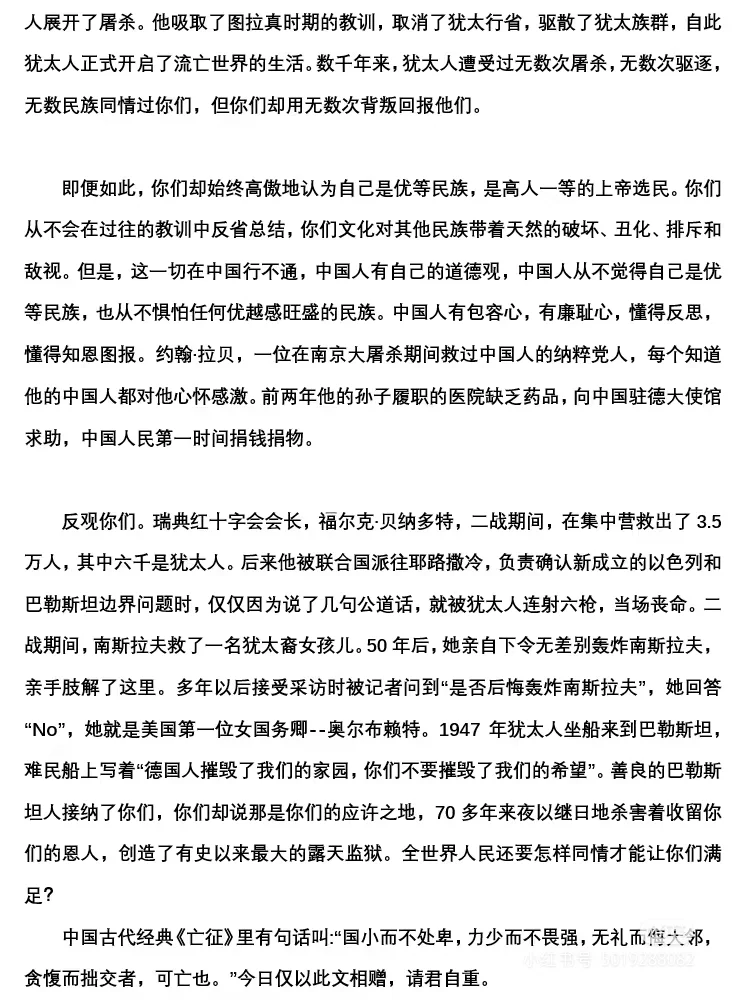 人展开了屠杀。他吸取了图拉真时期的教训，取消了犹太行省，驱散了犹太族群，自此
犹太人正式开启了流亡世界的生活。数千年来，犹太人遭受过无数次屠杀，无数次驱逐，
无数民族同情过你们，但你们却用无数次背叛回报他们。
即便如此，你们却始终高傲地认为自己是优等民族，是高人一等的上帝选民。你们
从不会在过往的教训中反省总结，你们文化对其他民族带着天然的破坏、丑化、排斥和
敌视。但是，这一切在中国行不通，中国人有自己的道德观，中国人从不觉得自己是优
等民族，也从不惧怕任何优越感旺盛的民族。中国人有包容心，有廉耻心，懂得反思，
懂得知恩图报。约翰·拉贝，一位在南京大屠杀期间救过中国人的纳粹党人，每个知道
他的中国人都对他心怀感激。前两年他的孙子履职的医院缺乏药品，向中国驻德大使馆
求助，中国人民第一时间捐钱捐物。
反观你们。瑞典红十字会会长，福尔克·贝纳多特，二战期间，在集中营救出了 3.5
万人，其中六千是犹太人。后来他被联合国派往耶路撒冷，负责确认新成立的以色列和
巴勒斯坦边界问题时，仅仅因为说了几句公道话，就被犹太人连射六枪，当场丧命。二
战期间，南斯拉夫救了一名犹太裔女孩儿。50 年后，她亲自下令无差别轰炸南斯拉夫，
亲手肢解了这里。多年以后接受采访时被记者问到“是否后悔轰炸南斯拉夫”，她回答
“No”，她就是美国第一位女国务卿--奥尔布赖特。1947 年犹太人坐船来到巴勒斯坦，
难民船上写着“德国人摧毁了我们的家园，你们不要摧毁了我们的希望”。善良的巴勒斯
坦人接纳了你们，你们却说那是你们的应许之地，70 多年来夜以继日地杀害着收留你
们的恩人，创造了有史以来最大的露天监狱。全世界人民还要怎样同情才能让你们满
足？
中国古代经典《亡征》里有句话叫:“国小而不处卑，力少而不畏强，无礼而侮大邻，
贪愎而拙交者，可亡也。”今日仅以此文相赠，请君自重。